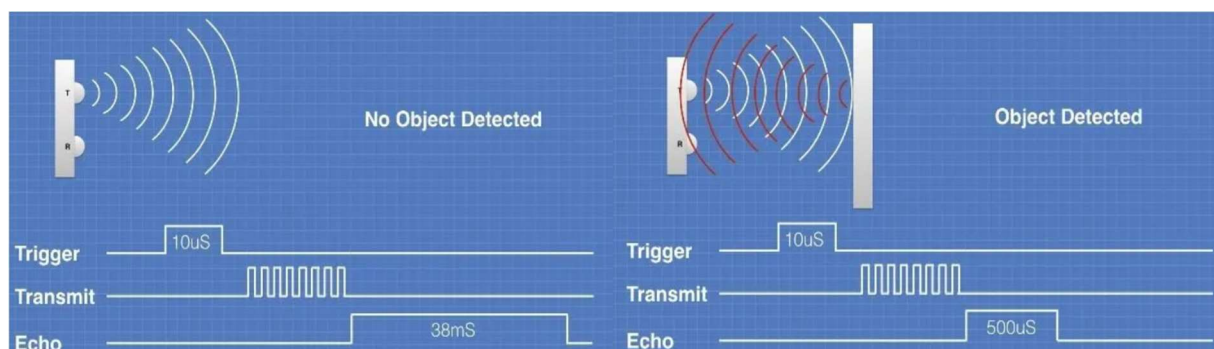 T
R
No Object Detected
Trigger
10uS
Transmit
Echo
38mS
T
R
Object Detected
Trigger
10uS
Transmit
Echo
500uS